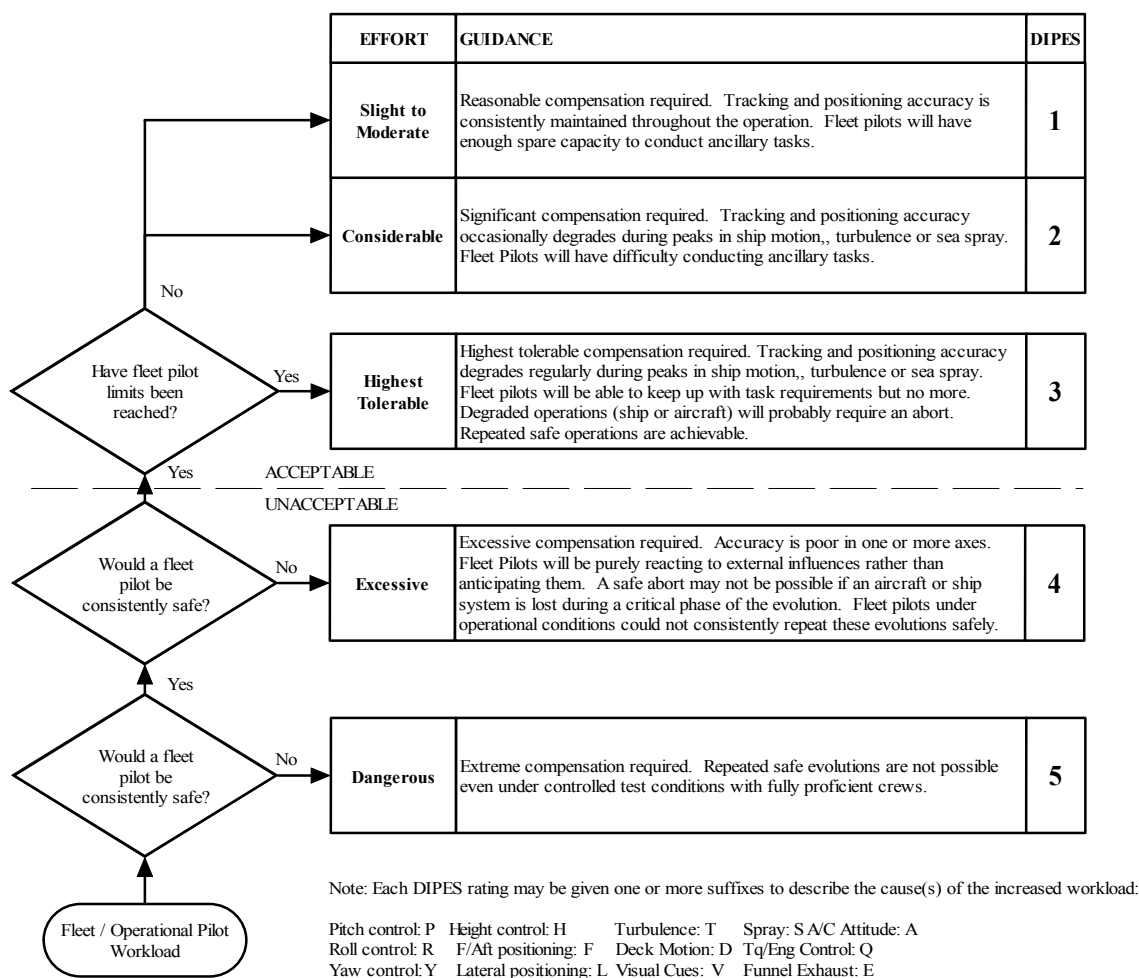 EFFORT GUIDANCE DIPES
Slight to
Moderate
Reasonable compensation required. Tracking and positioning accuracy is
consistently maintained throughout the operation. Fleet pilots will have
enough spare capacity to conduct ancillary tasks.
1
Considerable
Significant compensation required. Tracking and positioning accuracy
occasionally degrades during peaks in ship motion,, turbulence or sea spray.
Fleet Pilots will have difficulty conducting ancillary tasks.
2
No
Have fleet pilot
limits been
reached?
Yes
Highest
Tolerable
Highest tolerable compensation required. Tracking and positioning accuracy
degrades regularly during peaks in ship motion,, turbulence or sea spray.
Fleet pilots will be able to keep up with task requirements but no more.
Degraded operations (ship or aircraft) will probably require an abort.
Repeated safe operations are achievable.
3
Yes
ACCEPTABLE
UNACCEPTABLE
Would a fleet
pilot be
consistently safe?
No
Excessive
Excessive compensation required. Accuracy is poor in one or more axes.
Fleet Pilots will be purely reacting to external influences rather than
anticipating them. A safe abort may not be possible if an aircraft or ship
system is lost during a critical phase of the evolution. Fleet pilots under
operational conditions could not consistently repeat these evolutions safely.
4
Yes
Would a fleet
pilot be
consistently safe?
No
Dangerous
Extreme compensation required. Repeated safe evolutions are not possible
even under controlled test conditions with fully proficient crews.
5
Fleet / Operational Pilot
Workload
Note: Each DIPES rating may be given one or more suffixes to describe the cause(s) of the increased workload:
Pitch control: P Height control: H Turbulence: T Spray: S A/C Attitude: A
Roll control: R F/Aft positioning: F Deck Motion: D Tq/Eng Control: Q
Yaw control: Y Lateral positioning: L Visual Cues: V Funnel Exhaust: E